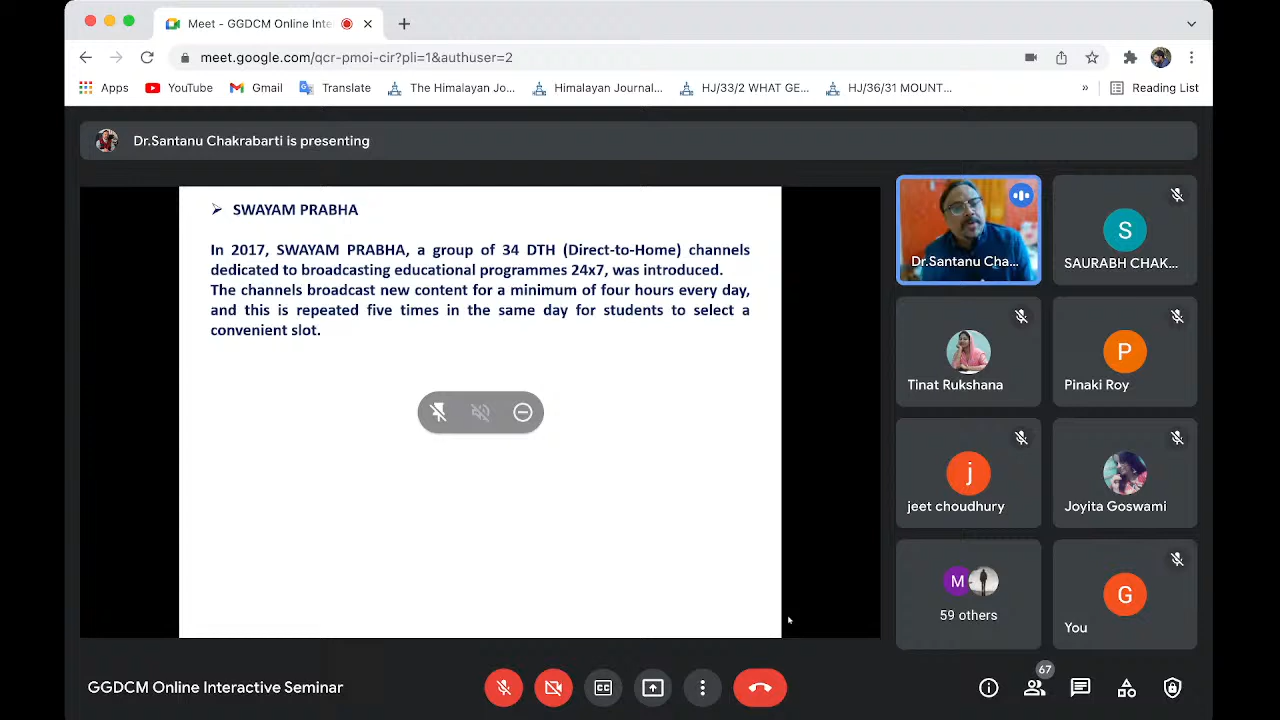 Meet - GGDCM Online Inte
meet.google.com/qcr-pmoi-cir?pli=1&authuser=2
Apps
YouTube
Gmail
Translate
The Himalayan Jo...
Himalayan Journal...
HJ/33/2 WHAT GE...
HJ/36/31 MOUNT...
»
Reading List
Dr.Santanu Chakrabarti is presenting
SWAYAM PRABHA
In 2017, SWAYAM PRABHA, a group of 34 DTH (Direct-to-Home) channels
dedicated to broadcasting educational programmes 24x7, was introduced.
The channels broadcast new content for a minimum of four hours every day,
and this is repeated five times in the same day for students to select a
convenient slot.
Dr.Santanu Cha...
S
SAURABH CHAK...
Tinat Rukshana
P
Pinaki Roy
j
jeet choudhury
Joyita Goswami
M
59 others
G
You
GGDCM Online Interactive Seminar
CC
67